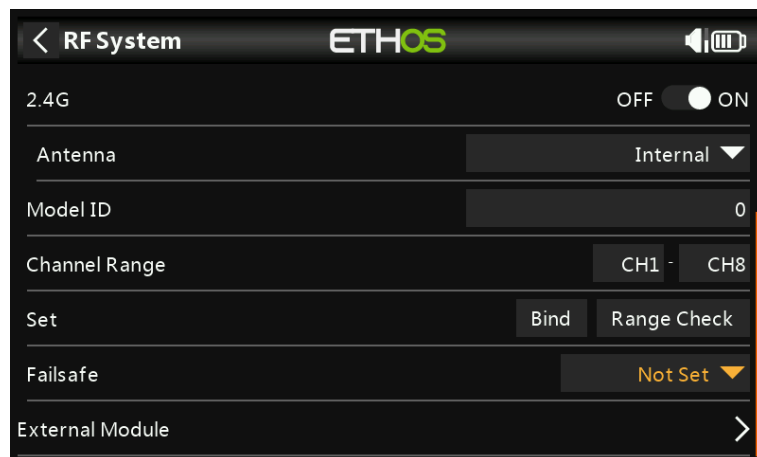 RF System ETHOS
2.4G OFF ON
Antenna Internal
Model ID 0
Channel Range CH1 - CH8
Set Bind Range Check
Failsafe Not Set
External Module